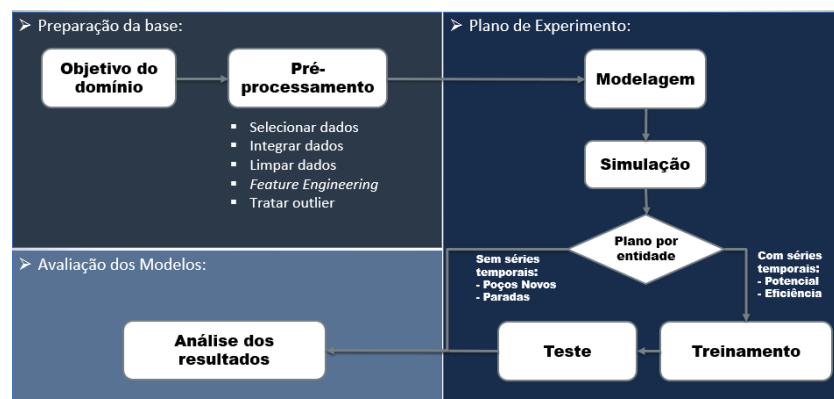 ➢ Preparação da base:
Objetivo do
domínio
Pré-
processamento
▪ Selecionar dados
▪ Integrar dados
▪ Limpar dados
▪ Feature Engineering
▪ Tratar outlier
➢ Plano de Experimento:
Modelagem
Simulação
Plano por
entidade
Sem séries
temporais:
- Poços Novos
- Paradas
Com séries
temporais:
- Potencial
- Eficiência
Treinamento
Teste
➢ Avaliação dos Modelos:
Análise dos
resultados